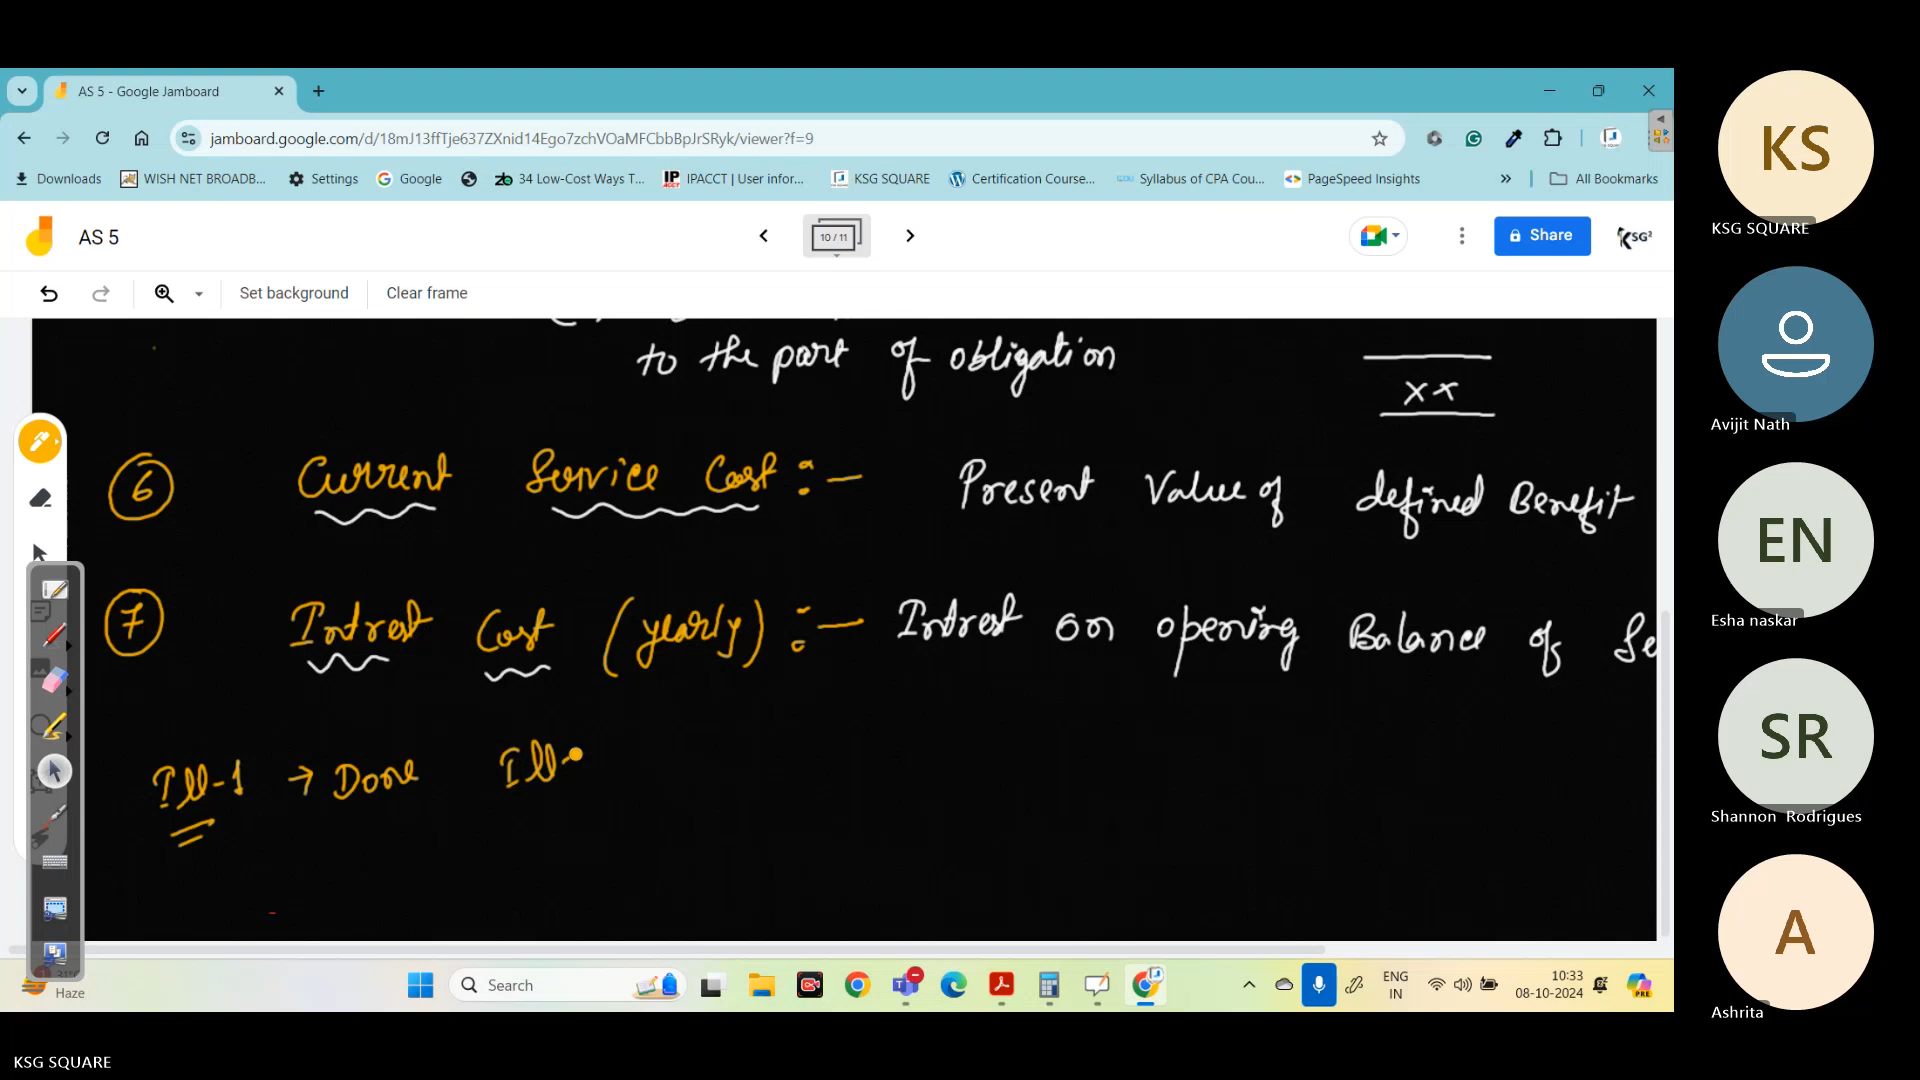 AS 5 - Google Jamboard
jamboard.google.com/d/18mJ13ffTje637ZXnid14Ego7zchVOaMFCbbBpJrSRyk/viewer?f=9
Downloads WISH NET BROADB... Settings Google 34 Low-Cost Ways T... IPACCT | User infor... KSG SQUARE Certification Course... Syllabus of CPA Cou... PageSpeed Insights » All Bookmarks
AS 5 10 / 11 Share KSG²
Set background Clear frame
to the part of obligation
xx
6 Current Service Cost :- Present Value of defined Benefit
7 Intrest Cost (yearly) :- Intrest on opening Balance of Se
Ill-1 → Done Ill-
31°C
Haze
Search
ENG
IN
10:33
08-10-2024
PRE
KS
KSG SQUARE
Avijit Nath
EN
Esha naskar
SR
Shannon Rodrigues
A
Ashrita
KSG SQUARE